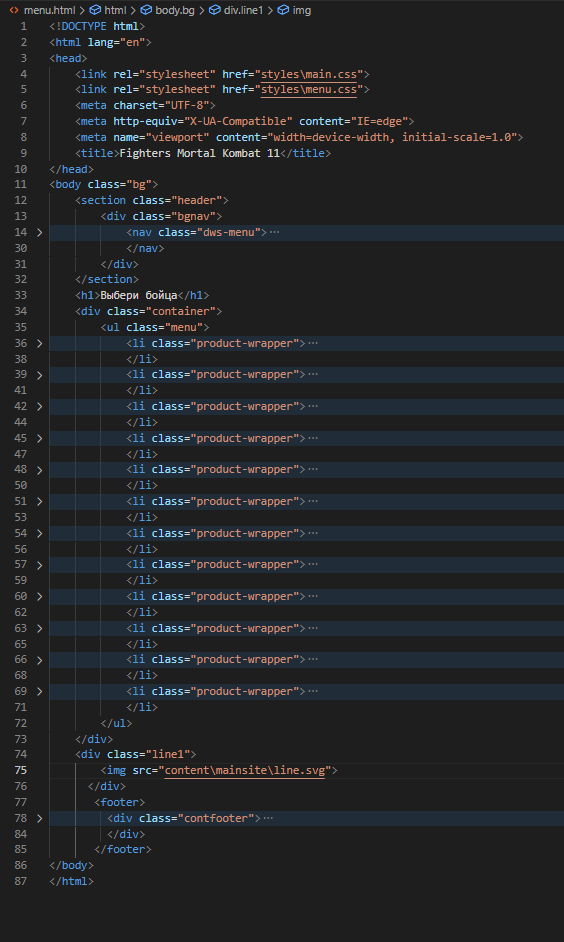 menu.html > html > body.bg > div.line1 > img
1 <!DOCTYPE html>
2 <html lang="en">
3 <head>
4 <link rel="stylesheet" href="styles\main.css">
5 <link rel="stylesheet" href="styles\menu.css">
6 <meta charset="UTF-8">
7 <meta http-equiv="X-UA-Compatible" content="IE=edge">
8 <meta name="viewport" content="width=device-width, initial-scale=1.0">
9 <title>Fighters Mortal Kombat 11</title>
10 </head>
11 <body class="bg">
12 <section class="header">
13 <div class="bgnav">
14 > <nav class="dws-menu">···
30 </nav>
31 </div>
32 </section>
33 <h1>Выбери бойца</h1>
34 <div class="container">
35 <ul class="menu">
36 > <li class="product-wrapper">···
38 </li>
39 > <li class="product-wrapper">···
41 </li>
42 > <li class="product-wrapper">···
44 </li>
45 > <li class="product-wrapper">···
47 </li>
48 > <li class="product-wrapper">···
50 </li>
51 > <li class="product-wrapper">···
53 </li>
54 > <li class="product-wrapper">···
56 </li>
57 > <li class="product-wrapper">···
59 </li>
60 > <li class="product-wrapper">···
62 </li>
63 > <li class="product-wrapper">···
65 </li>
66 > <li class="product-wrapper">···
68 </li>
69 > <li class="product-wrapper">···
71 </li>
72 </ul>
73 </div>
74 <div class="line1">
75 <img src="content\mainsite\line.svg">
76 </div>
77 <footer>
78 > <div class="contfooter">···
84 </div>
85 </footer>
86 </body>
87 </html>